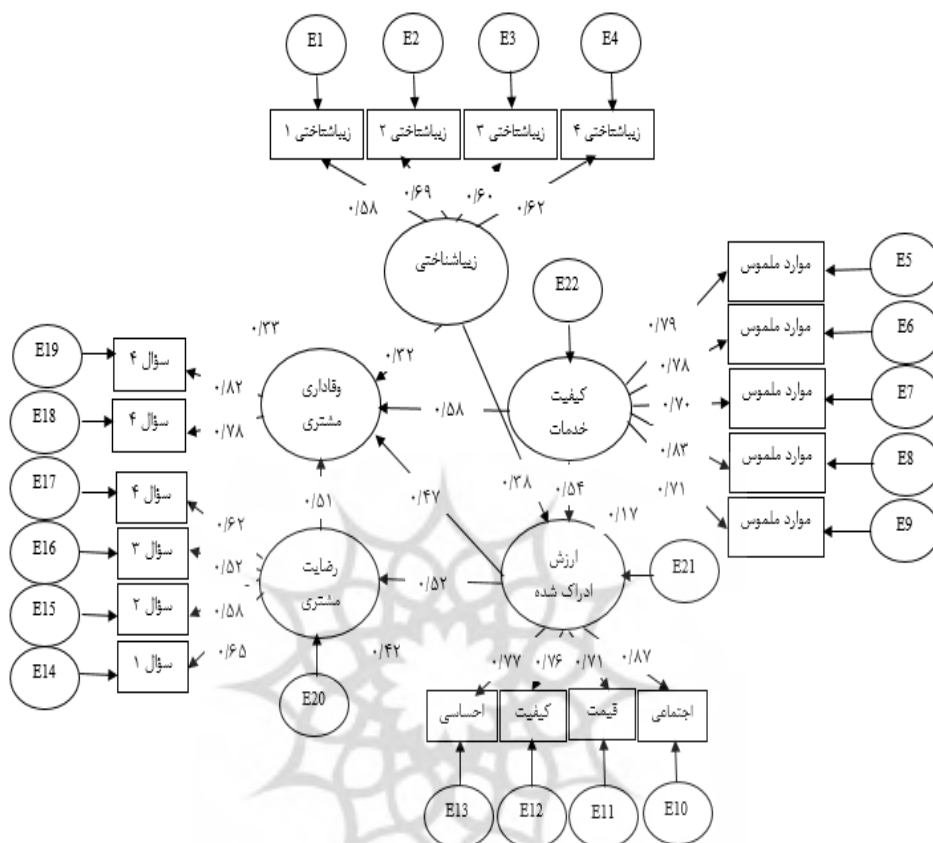 E1 E2 E3 E4
زیباشتاختی ۱ زیباشتاختی ۲ زیباشتاختی ۳ زیباشتاختی ۴
۰/۵۸ ۰/۶۹ ۰/۶۰ ۰/۶۲
زیباشناختی
E22
E5
موارد ملموس
۰/۷۹
E6
موارد ملموس
۰/۷۸
E7
موارد ملموس
۰/۷۰
E8
موارد ملموس
۰/۸۳
E9
موارد ملموس
۰/۷۱
کیفیت
خدمات
۰/۳۳
۰/۳۲
E19
سؤال ۴
۰/۸۲
E18
سؤال ۴
۰/۷۸
وقاداری
مشتری
۰/۵۸
E17
سؤال ۴
۰/۶۲
E16
سؤال ۳
۰/۵۲
E15
سؤال ۲
۰/۵۸
E14
سؤال ۱
۰/۶۵
۰/۵۱
۰/۴۷
۰/۳۸
۰/۵۴
۰/۱۷
رضایت
مشتری
۰/۵۲
ارزش
ادراک شده
E21
E20
۰/۴۲
۰/۷۷ ۰/۷۶ ۰/۷۱ ۰/۸۷
احساسی کیفیت قیمت اجتماعی
E13 E12 E11 E10